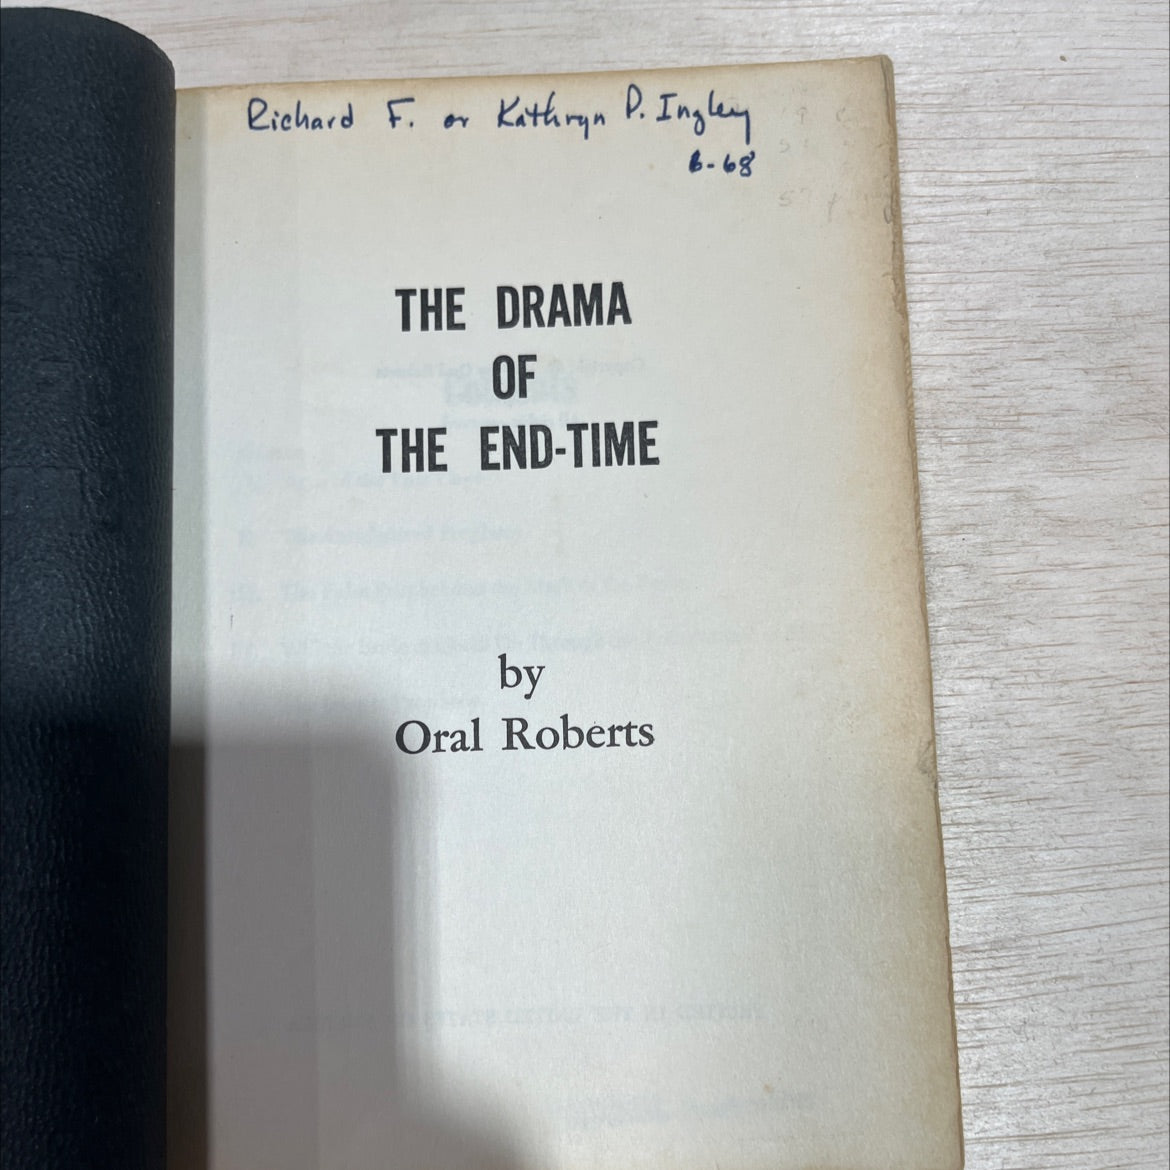 Richard F. or Kathryn P. Ingley
6-68
THE DRAMA
OF
THE END-TIME
by
Oral Roberts